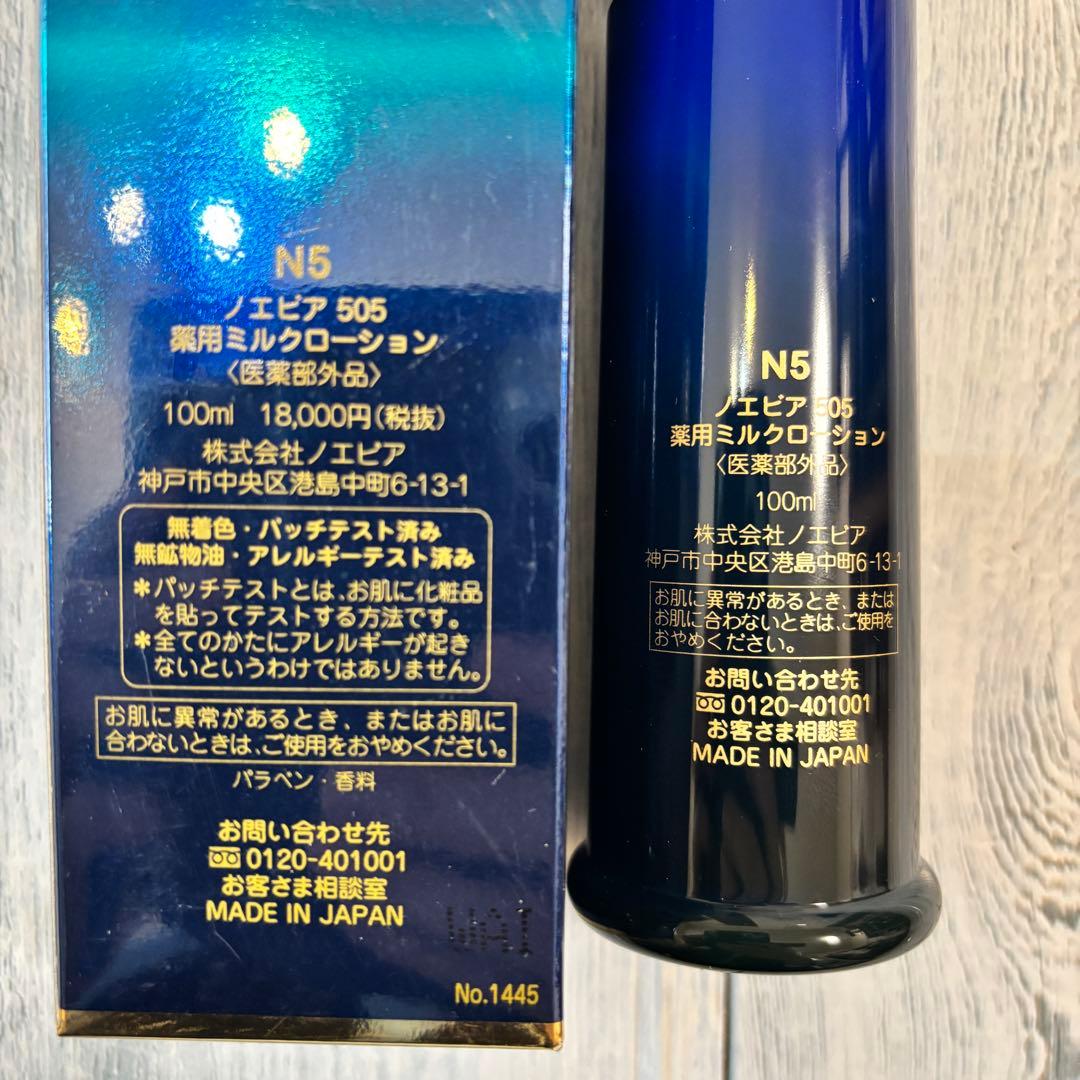 N5
ノエビア 505
薬用ミルクローション
〈医薬部外品〉
100ml 18,000円(税抜)
株式会社ノエビア
神戸市中央区港島中町6-13-1
無着色・パッチテスト済み
無鉱物油・アレルギーテスト済み
*パッチテストとは、お肌に化粧品
を貼ってテストする方法です。
*全てのかたにアレルギーが起き
ないというわけではありません。
お肌に異常があるとき、またはお肌に
合わないときは、ご使用をおやめください。
パラベン・香料
お問い合わせ先
0120-401001
お客さま相談室
MADE IN JAPAN
No.1445
N5
ノエビア 505
薬用ミルクローション
〈医薬部外品〉
100ml
株式会社ノエビア
神戸市中央区港島中町6-13-1
お肌に異常があるとき、または
お肌に合わないときは、ご使用を
おやめください。
お問い合わせ先
0120-401001
お客さま相談室
MADE IN JAPAN